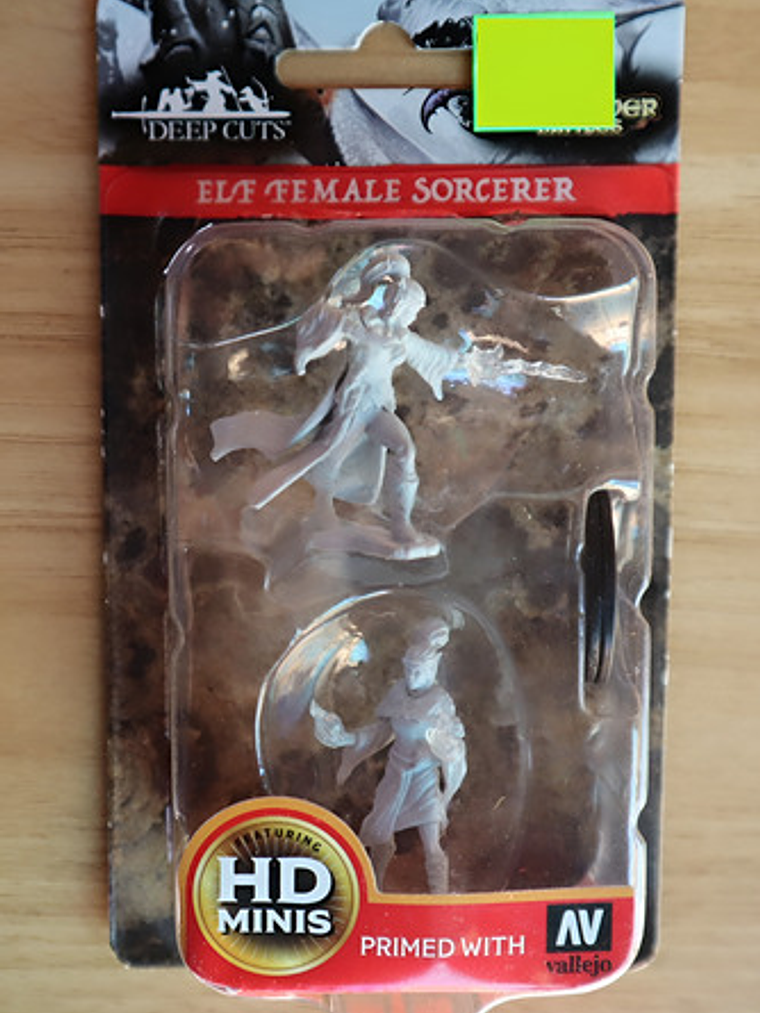 DEEP CUTS
ELF FEMALE SORCERER
FEATURING
HD
MINIS
PRIMED WITH
AV
vallejo